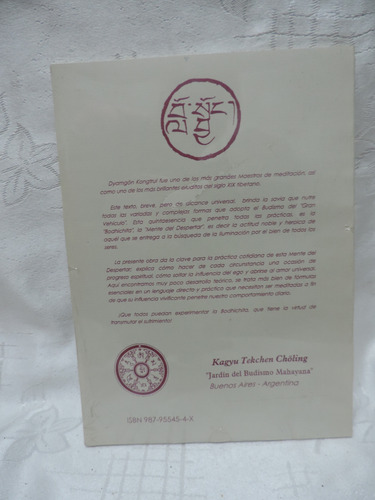 Dyamgön Kongtrul fue uno de los más grandes Maestros de meditación, así
como uno de los más brillantes eruditos del siglo XIX tibetano.
Este texto, breve, pero de alcance universal, brinda la savia que nutre
todas las variadas y complejas formas que adopta el Budismo del "Gran
Vehículo". Esta quintaesencia que penetra todas las prácticas, es la
"Bodhichitta", la "Mente del Despertar", es decir la actitud noble y heroica de
aquél que se entrega a la búsqueda de la iluminación por el bien de todos los
seres.
La presente obra da la clave para la práctica cotidiana de esta Mente del
Despertar: explica cómo hacer de cada circunstancia una ocasión de
progreso espiritual; cómo soltar la influencia del ego y abrirse al amor universal.
Aquí encontramos muy poco desarrollo teórico, se trata más bien de fórmulas
esenciales en un lenguaje directo y práctico que necesitan ser meditadas a fin
de que su influencia vivificante penetre nuestro comportamiento diario.
¡Que todos puedan experimentar la Bodhichitta, que tiene la virtud de
transmutar el sufrimiento!
Kagyu Tekchen Chöling
"Jardín del Budismo Mahayana"
Buenos Aires - Argentina
ISBN 987-95545-4-X